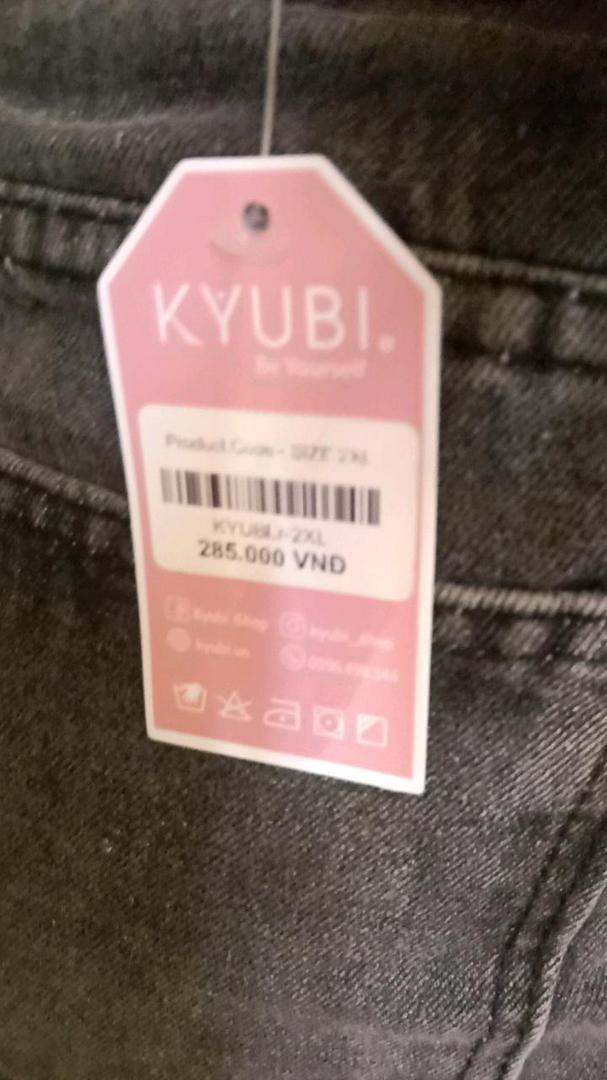 KYUBI.
Be Yourself
Product Code - SIZE 2XL
KYUBI.r-2XL
285.000 VND
Kyubi Shop
kyubi_shop
kyubi.vn